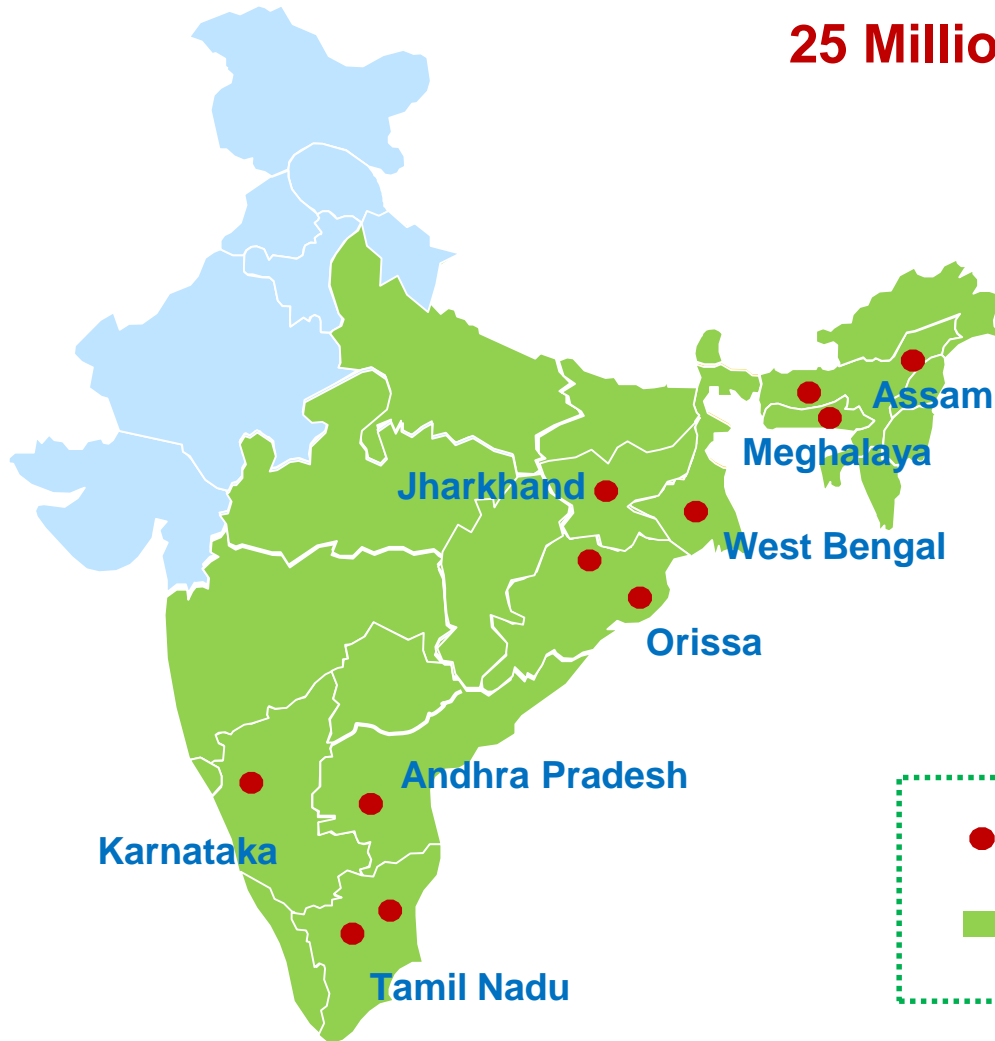 25 Millio
Assam
Meghalaya
Jharkhand
West Bengal
Orissa
Andhra Pradesh
Karnataka
Tamil Nadu